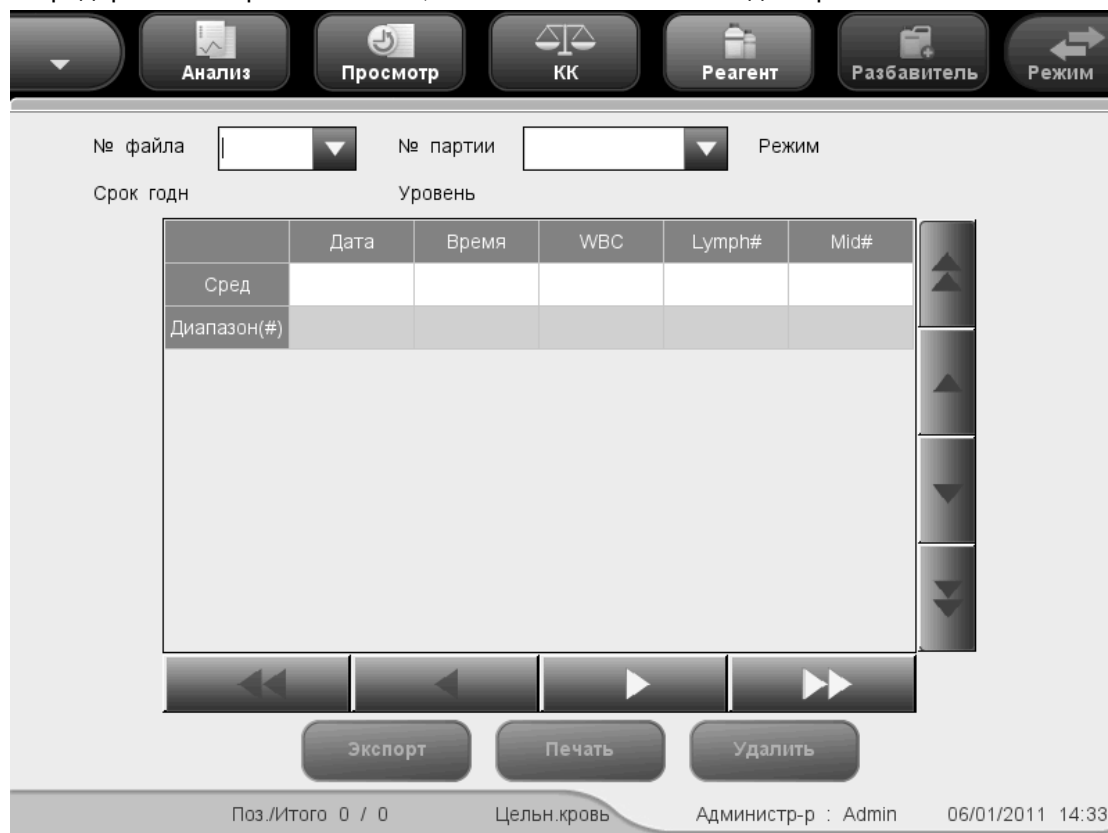 Анализ Просмотр КК Реагент Разбавитель Режим
№ файла № партии Режим
Срок годн Уровень
Дата Время WBC Lymph# Mid#
Сред
Диапазон(#)
Экспорт Печать Удалить
Поз./Итого 0 / 0 Цельн.кровь Администр-р : Admin 06/01/2011 14:33